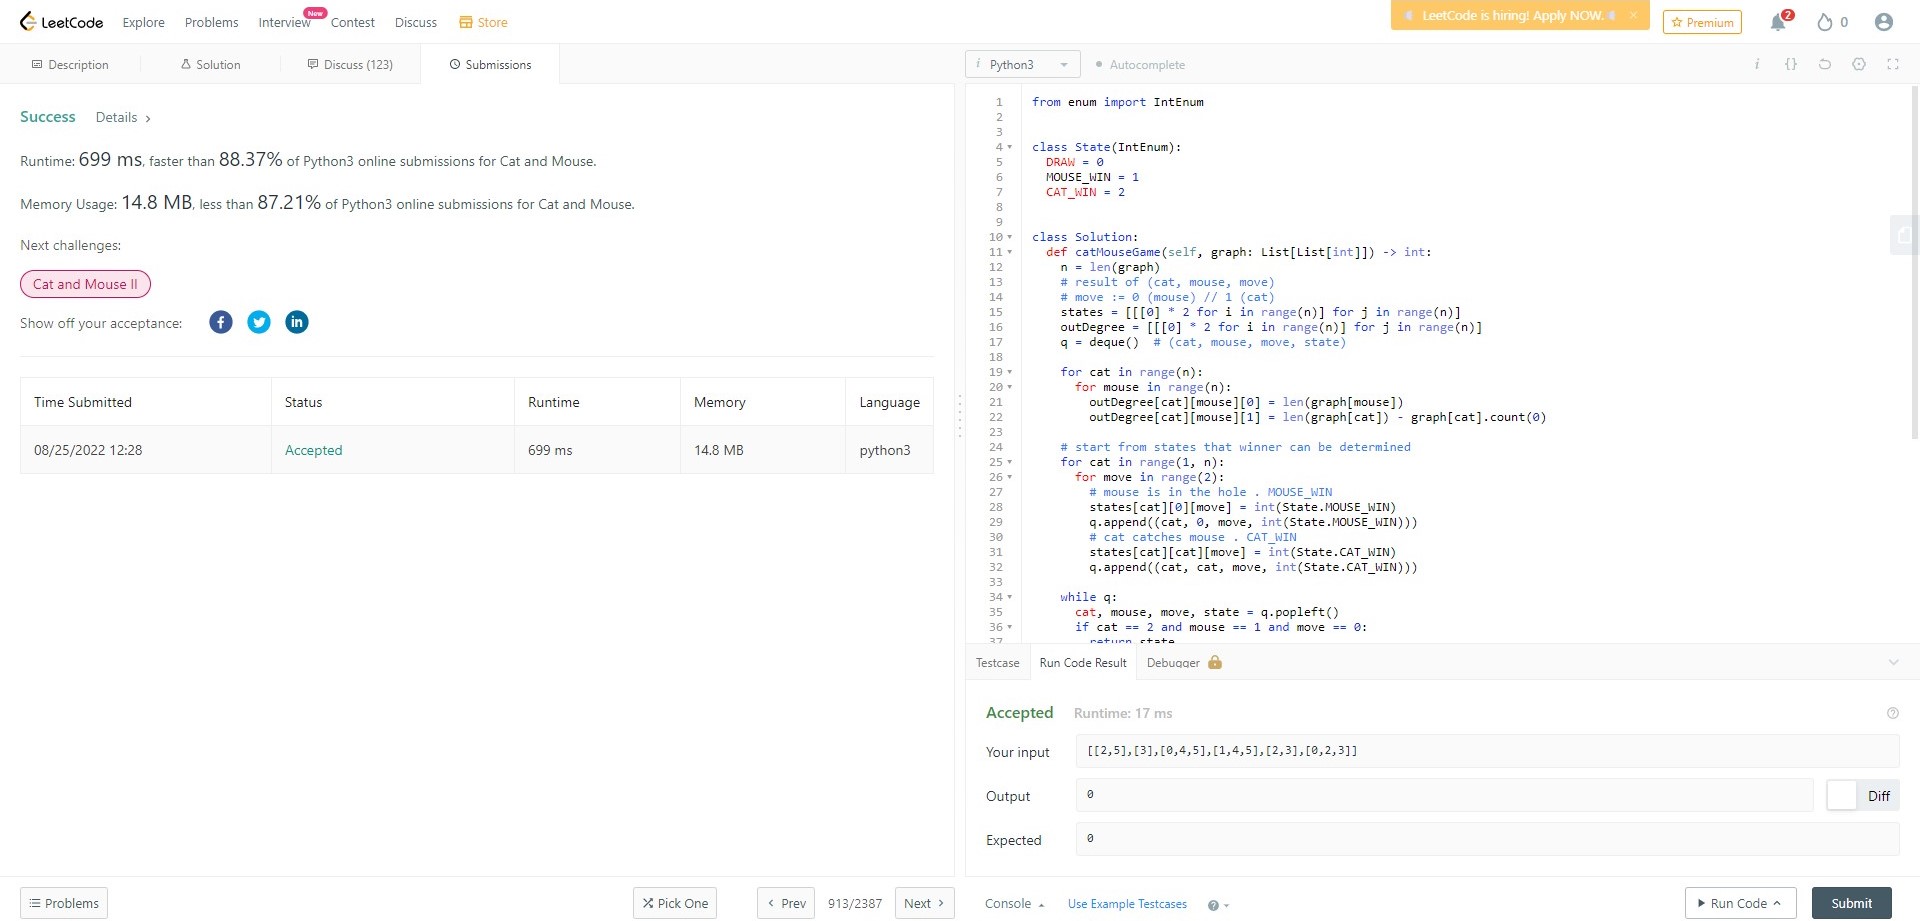 LeetCode Explore Problems Interview New Contest Discuss Store LeetCode is hiring! Apply NOW. × Premium 2 0
Description Solution Discuss (123) Submissions
Success Details >
Runtime: 699 ms, faster than 88.37% of Python3 online submissions for Cat and Mouse.
Memory Usage: 14.8 MB, less than 87.21% of Python3 online submissions for Cat and Mouse.
Next challenges:
Cat and Mouse II
Show off your acceptance:
Time Submitted Status Runtime Memory Language
08/25/2022 12:28 Accepted 699 ms 14.8 MB python3
Problems Pick One < Prev 913/2387 Next >
i Python3 Autocomplete i {}
1 from enum import IntEnum
2
3
4 class State(IntEnum):
5 DRAW = 0
6 MOUSE_WIN = 1
7 CAT_WIN = 2
8
9
10 class Solution:
11 def catMouseGame(self, graph: List[List[int]]) -> int:
12 n = len(graph)
13 # result of (cat, mouse, move)
14 # move := 0 (mouse) // 1 (cat)
15 states = [[[0] * 2 for i in range(n)] for j in range(n)]
16 outDegree = [[[0] * 2 for i in range(n)] for j in range(n)]
17 q = deque()  # (cat, mouse, move, state)
18
19 for cat in range(n):
20 for mouse in range(n):
21 outDegree[cat][mouse][0] = len(graph[mouse])
22 outDegree[cat][mouse][1] = len(graph[cat]) - graph[cat].count(0)
23
24 # start from states that winner can be determined
25 for cat in range(1, n):
26 for move in range(2):
27 # mouse is in the hole . MOUSE_WIN
28 states[cat][0][move] = int(State.MOUSE_WIN)
29 q.append((cat, 0, move, int(State.MOUSE_WIN)))
30 # cat catches mouse . CAT_WIN
31 states[cat][cat][move] = int(State.CAT_WIN)
32 q.append((cat, cat, move, int(State.CAT_WIN)))
33
34 while q:
35 cat, mouse, move, state = q.popleft()
36 if cat == 2 and mouse == 1 and move == 0:
37 return state
Testcase Run Code Result Debugger
Accepted Runtime: 17 ms
Your input [[2,5],[3],[0,4,5],[1,4,5],[2,3],[0,2,3]]
Output 0 Diff
Expected 0
Console Use Example Testcases ? Run Code Submit